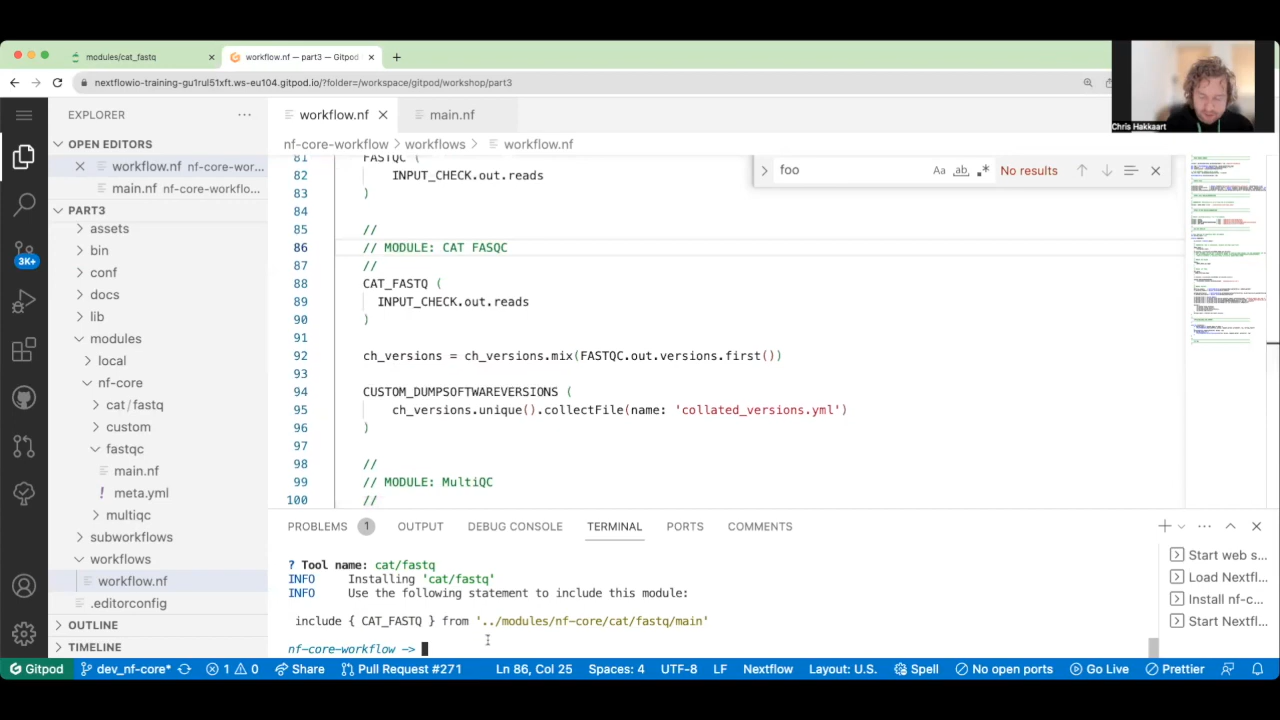 modules/cat_fastq
workflow.nf — part3 — Gitpod
nextflowio-training-gu1rul51xft.ws-eu104.gitpod.io/?folder=/workspace/gitpod/workshop/part3
Chris Hakkaart
EXPLORER
OPEN EDITORS
workflow.nf nf-core-wor...
main.nf nf-core-workflo...
PART3
assets
bin
conf
docs
lib
modules
local
nf-core
cat/fastq
custom
fastqc
main.nf
meta.yml
multiqc
subworkflows
workflows
workflow.nf
.editorconfig
OUTLINE
TIMELINE
3K+
workflow.nf
main.nf
nf-core-workflow > workflows > workflow.nf
foo
ab
No results
81 FASTQC (
82 INPUT_CHECK.out.re
83 )
84
85 //
86 // MODULE: CAT FASTQ
87 //
88 CAT_FASTQ (
89 INPUT_CHECK.out.reads
90 )
91
92 ch_versions = ch_versions.mix(FASTQC.out.versions.first())
93
94 CUSTOM_DUMPSOFTWAREVERSIONS (
95 ch_versions.unique().collectFile(name: 'collated_versions.yml')
96 )
97
98 //
99 // MODULE: MultiQC
100 //
PROBLEMS 1 OUTPUT DEBUG CONSOLE TERMINAL PORTS COMMENTS
? Tool name: cat/fastq
INFO Installing 'cat/fastq'
INFO Use the following statement to include this module:
include { CAT_FASTQ } from '../modules/nf-core/cat/fastq/main'
nf-core-workflow ->
Start web s...
Load Nextfl...
Install nf-c...
Start Nextfl...
Gitpod dev_nf-core* 1 0 Share Pull Request #271 Ln 86, Col 25 Spaces: 4 UTF-8 LF Nextflow Layout: U.S. Spell No open ports Go Live Prettier